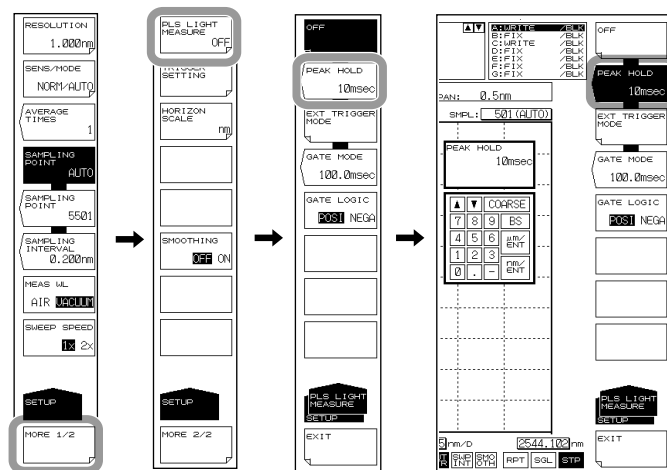 RESOLUTION
1.000nm
SENS/MODE
NORM/AUTO
AVERAGE
TIMES
1
SAMPLING
POINT
AUTO
SAMPLING
POINT
5501
SAMPLING
INTERVAL
0.200nm
MEAS WL
AIR VACUUM
SWEEP SPEED
1x 2x
SETUP
MORE 1/2
PLS LIGHT
MEASURE
OFF
TRIGGER
SETTING
HORIZON
SCALE
nm
SMOOTHING
OFF ON
SETUP
MORE 2/2
OFF
PEAK HOLD
10msec
EXT TRIGGER
MODE
GATE MODE
100.0msec
GATE LOGIC
POSI NEGA
PLS LIGHT
MEASURE
SETUP
EXIT
▲ ▼
A:WRITE /BLK
B:FIX /BLK
C:WRITE /BLK
D:FIX /BLK
E:FIX /BLK
F:FIX /BLK
G:FIX /BLK
SPAN: 0.5nm
SMPL: 501(AUTO)
PEAK HOLD
10msec
▲ ▼ COARSE
7 8 9 BS
4 5 6 μm/ENT
1 2 3 nm/ENT
0 . -
5nm/D 2544.102nm
SWP
INT
SMO
OTH
RPT SGL STP
OFF
PEAK HOLD
10msec
EXT TRIGGER
MODE
GATE MODE
100.0msec
GATE LOGIC
POSI NEGA
PLS LIGHT
MEASURE
SETUP
EXIT